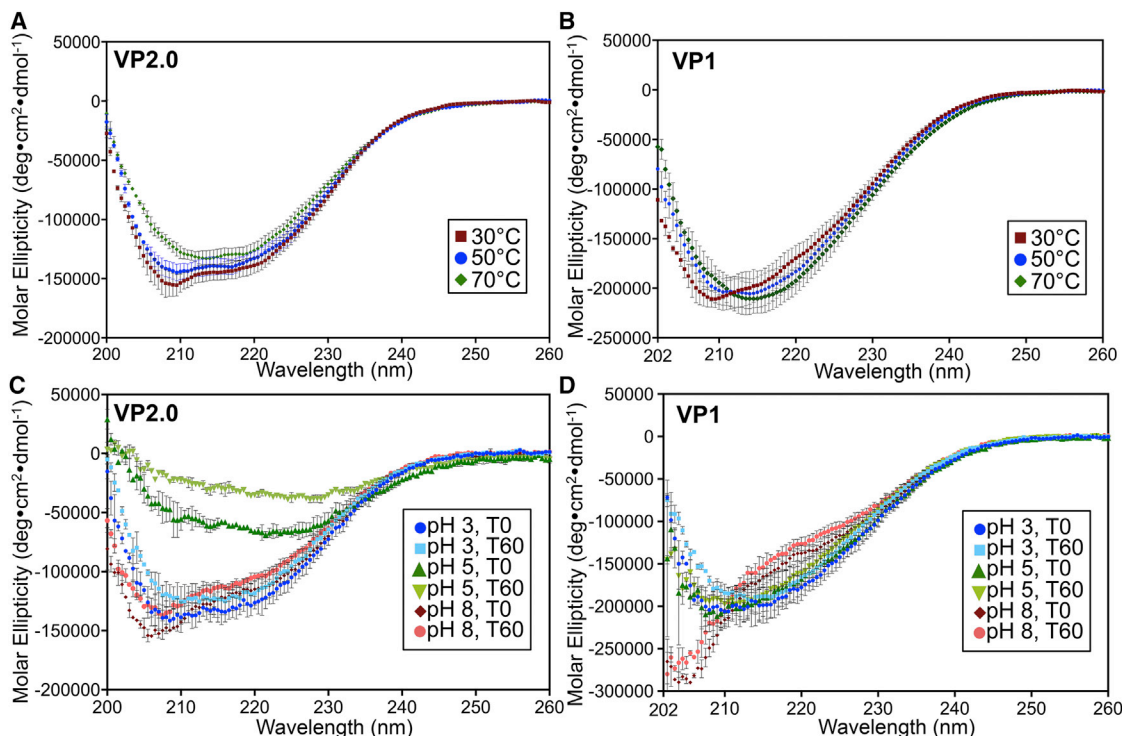 A
VP2.0
Molar Ellipticity (deg•cm²•dmol⁻¹)
50000
0
-50000
-100000
-150000
-200000
30°C
50°C
70°C
200 210 220 230 240 250 260
Wavelength (nm)
B
VP1
Molar Ellipticity (deg•cm²•dmol⁻¹)
50000
0
-50000
-100000
-150000
-200000
-250000
30°C
50°C
70°C
202 210 220 230 240 250 260
Wavelength (nm)
C
VP2.0
Molar Ellipticity (deg•cm²•dmol⁻¹)
50000
0
-50000
-100000
-150000
-200000
pH 3, T0
pH 3, T60
pH 5, T0
pH 5, T60
pH 8, T0
pH 8, T60
200 210 220 230 240 250 260
Wavelength (nm)
D
VP1
Molar Ellipticity (deg•cm²•dmol⁻¹)
50000
0
-50000
-100000
-150000
-200000
-250000
-300000
pH 3, T0
pH 3, T60
pH 5, T0
pH 5, T60
pH 8, T0
pH 8, T60
202 210 220 230 240 250 260
Wavelength (nm)